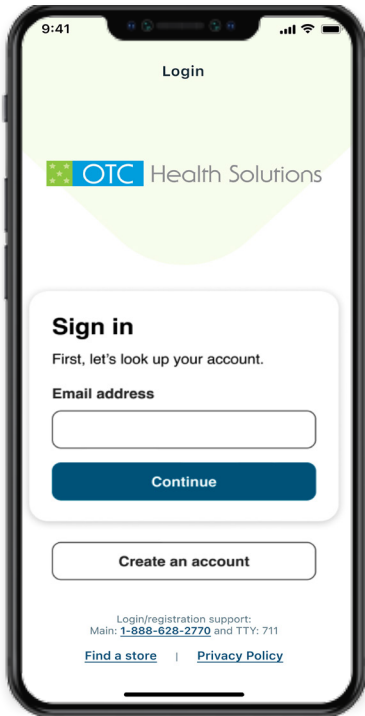 9:41
Login
OTC Health Solutions
Sign in
First, let's look up your account.
Email address
Continue
Create an account
Login/registration support:
Main: 1-888-628-2770 and TTY: 711
Find a store | Privacy Policy